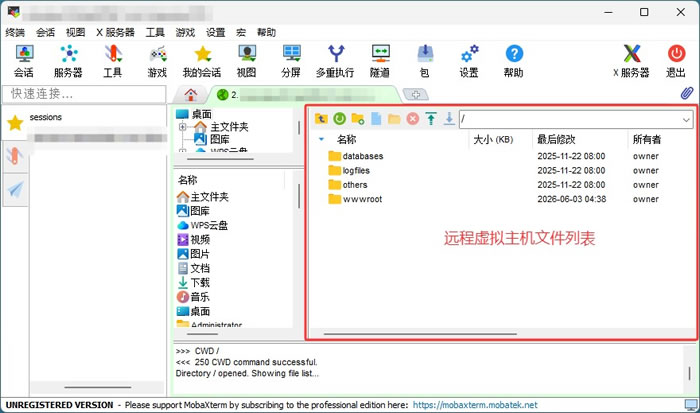 终端 会话 视图 X 服务器 工具 游戏 会话 设置 宏 帮助
会话 服务器 工具 游戏 我的会话 视图 分屏 多重执行 隧道 包 设置 帮助 X 服务器 退出
快速连接...
2.
sessions
桌面
主文件夹
图库
WPS云盘
名称
主文件夹
图库
WPS云盘
视频
图片
文档
下载
音乐
桌面
Administrator
/
名称 大小 (KB) 最后修改 所有者
databases 2025-11-22 08:00 owner
logfiles 2025-11-22 08:00 owner
others 2025-11-22 08:00 owner
wwwroot 2026-06-03 04:38 owner
远程虚拟主机文件列表
>>> CWD /
<<< 250 CWD command successful.
Directory / opened. Showing file list...
UNREGISTERED VERSION - Please support MobaXterm by subscribing to the professional edition here: https://mobaxterm.mobatek.net